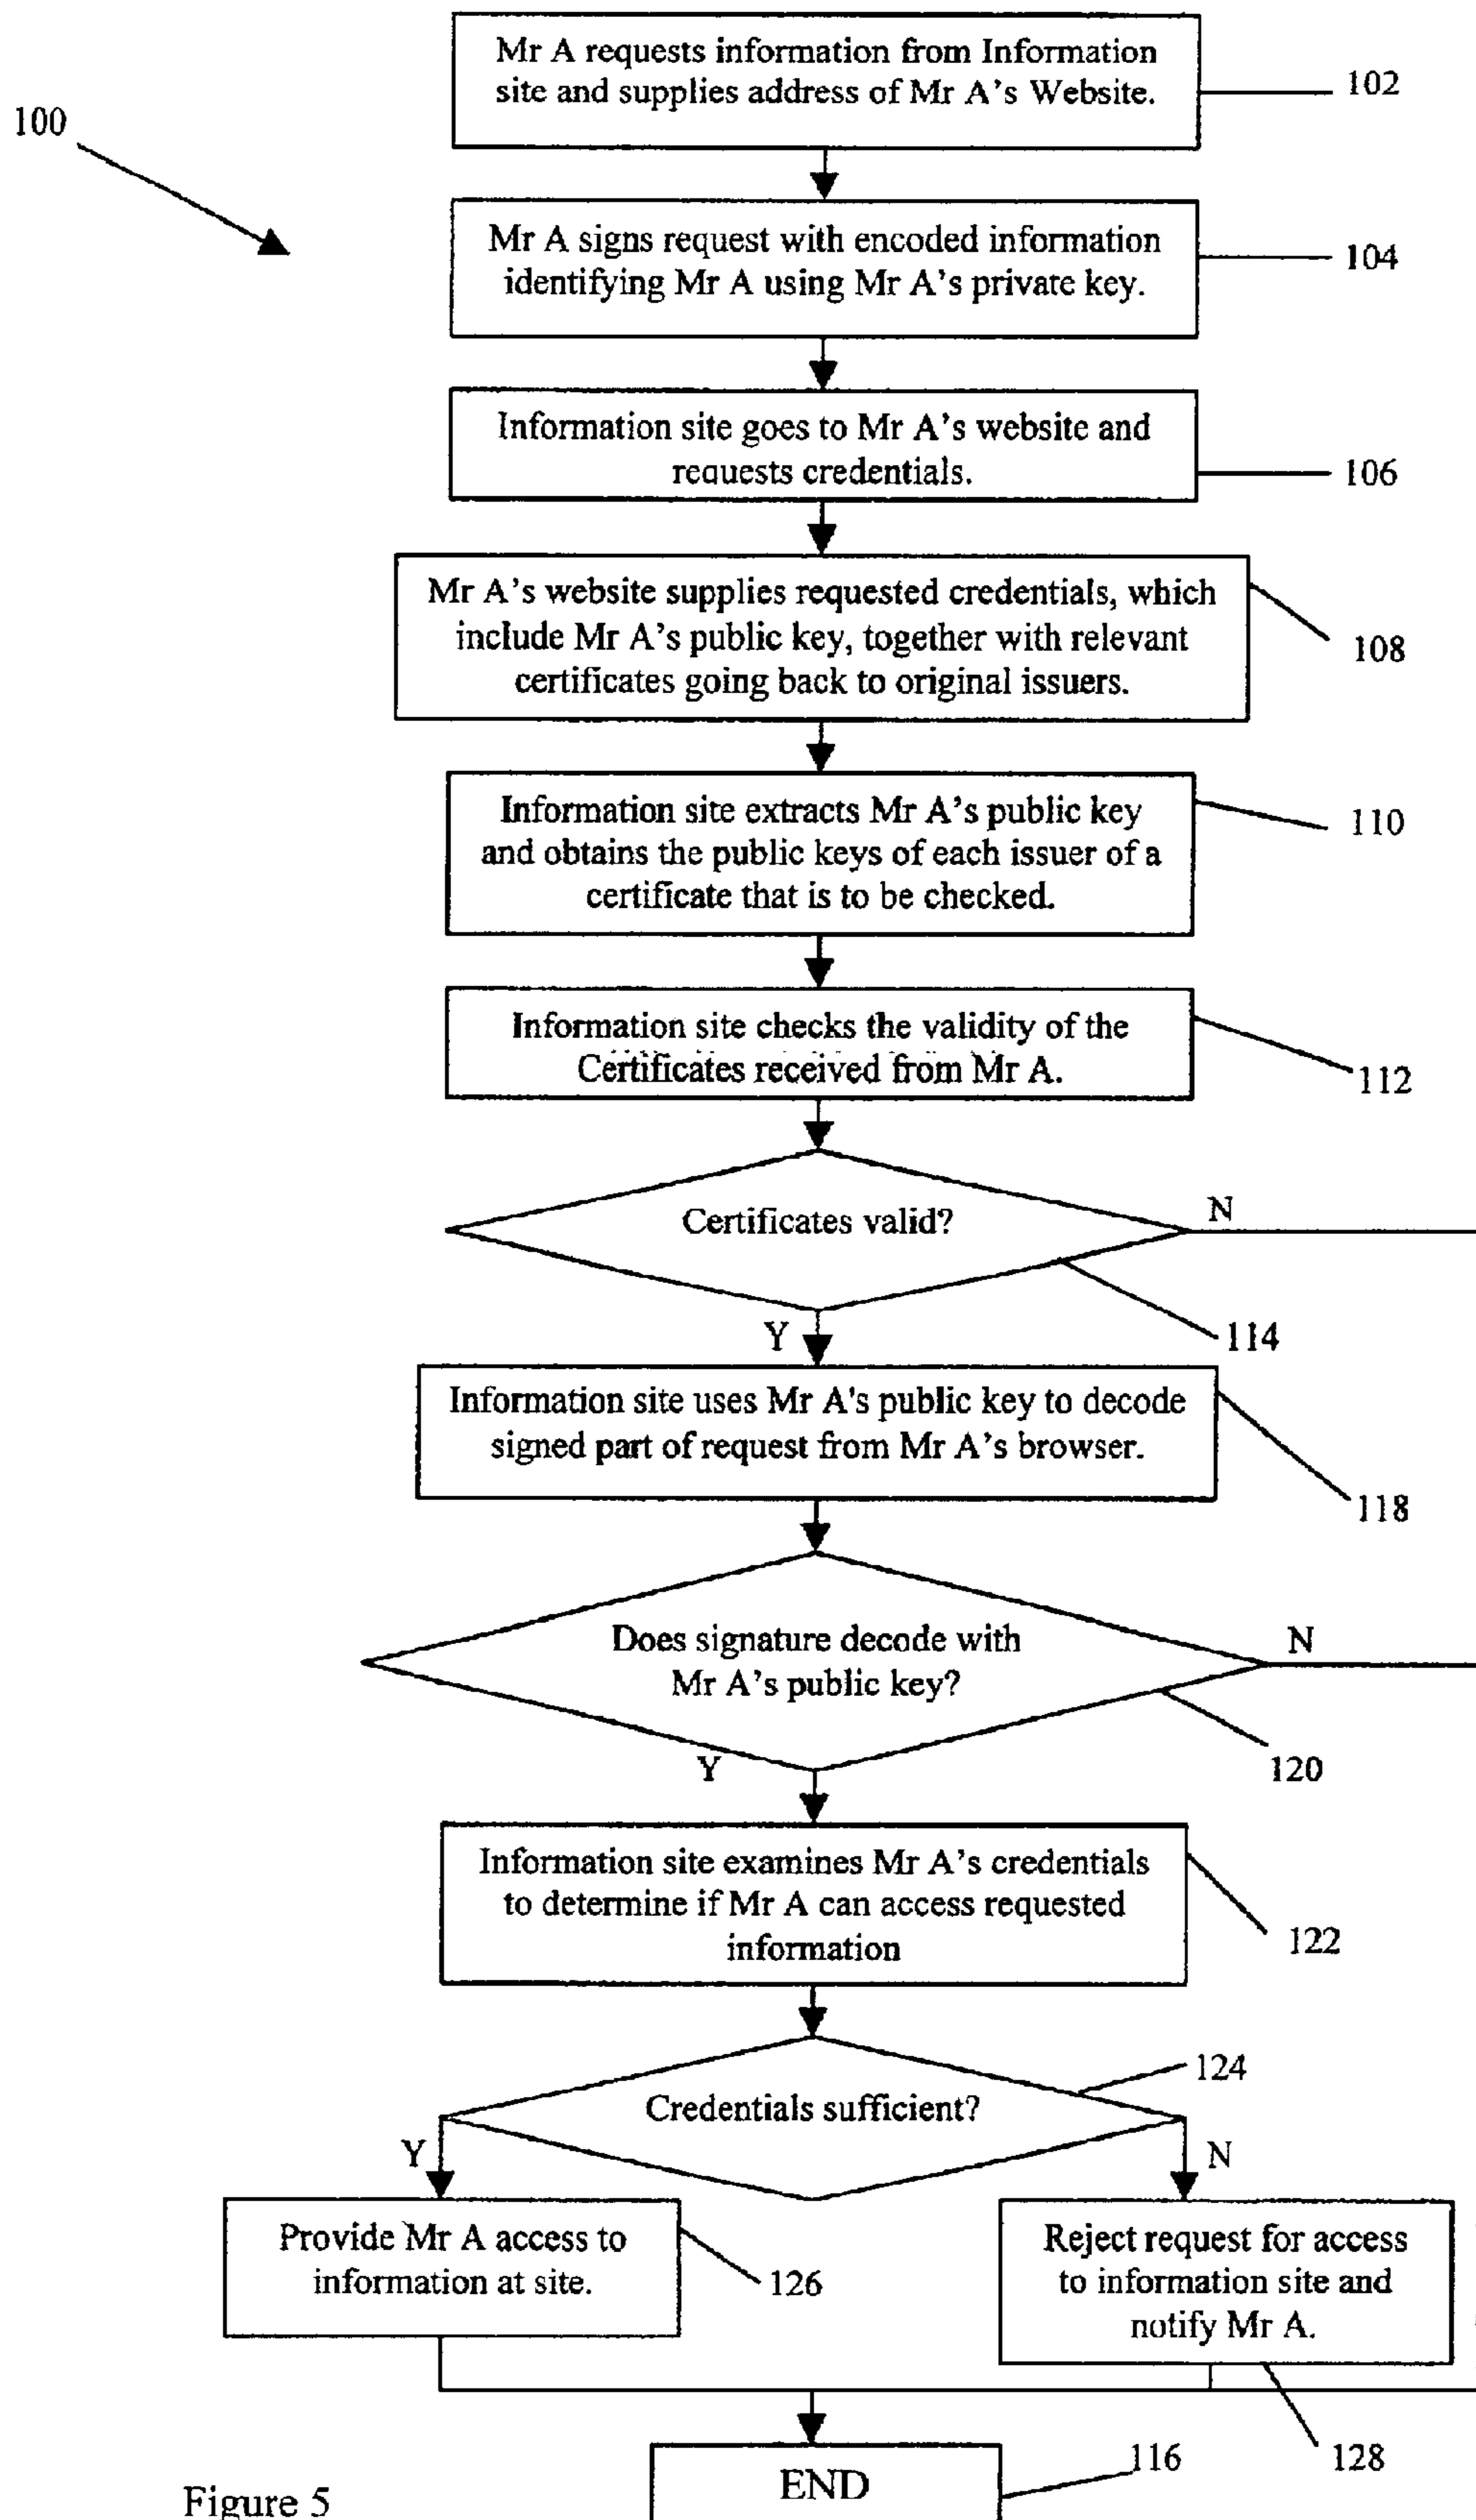 Mr A requests information from Information
site and supplies address of Mr A's Website.
102
100
Mr A signs request with encoded information
identifying Mr A using Mr A's private key.
104
Information site goes to Mr A's website and
requests credentials.
106
Mr A's website supplies requested credentials, which
include Mr A's public key, together with relevant
certificates going back to original issuers.
108
Information site extracts Mr A's public key
and obtains the public keys of each issuer of a
certificate that is to be checked.
110
Information site checks the validity of the
Certificates received from Mr A.
112
Certificates valid?
N
114
Y
Information site uses Mr A's public key to decode
signed part of request from Mr A's browser.
118
Does signature decode with
Mr A's public key?
N
120
Y
Information site examines Mr A's credentials
to determine if Mr A can access requested
information
122
124
Credentials sufficient?
Y
N
Provide Mr A access to
information at site.
126
Reject request for access
to information site and
notify Mr A.
128
116
END
Figure 5